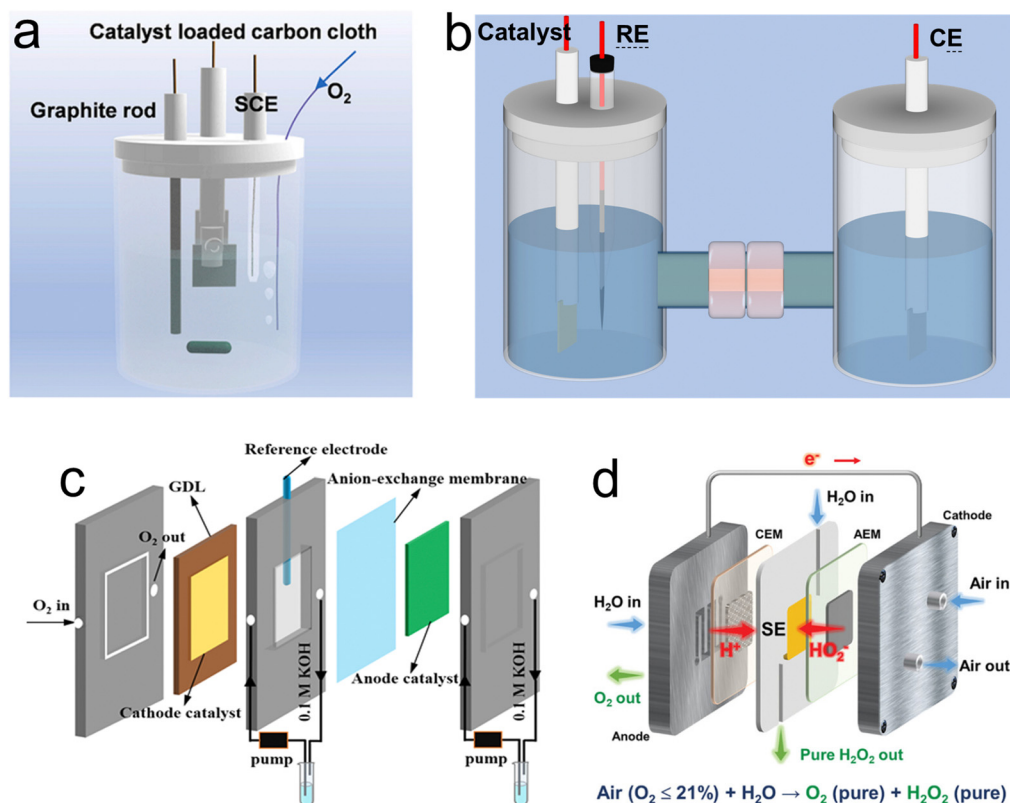 a
Catalyst loaded carbon cloth
Graphite rod
SCE
O₂
b
Catalyst
RE
CE
c
Reference electrode
GDL
Anion-exchange membrane
O₂ out
O₂ in
Cathode catalyst
Anode catalyst
0.1 M KOH
0.1 M KOH
pump
pump
d
e⁻
H₂O in
Cathode
CEM
AEM
H₂O in
Air in
H⁺
SE
HO₂⁻
Air out
O₂ out
Anode
Pure H₂O₂ out
Air (O₂ ≤ 21%) + H₂O → O₂ (pure) + H₂O₂ (pure)